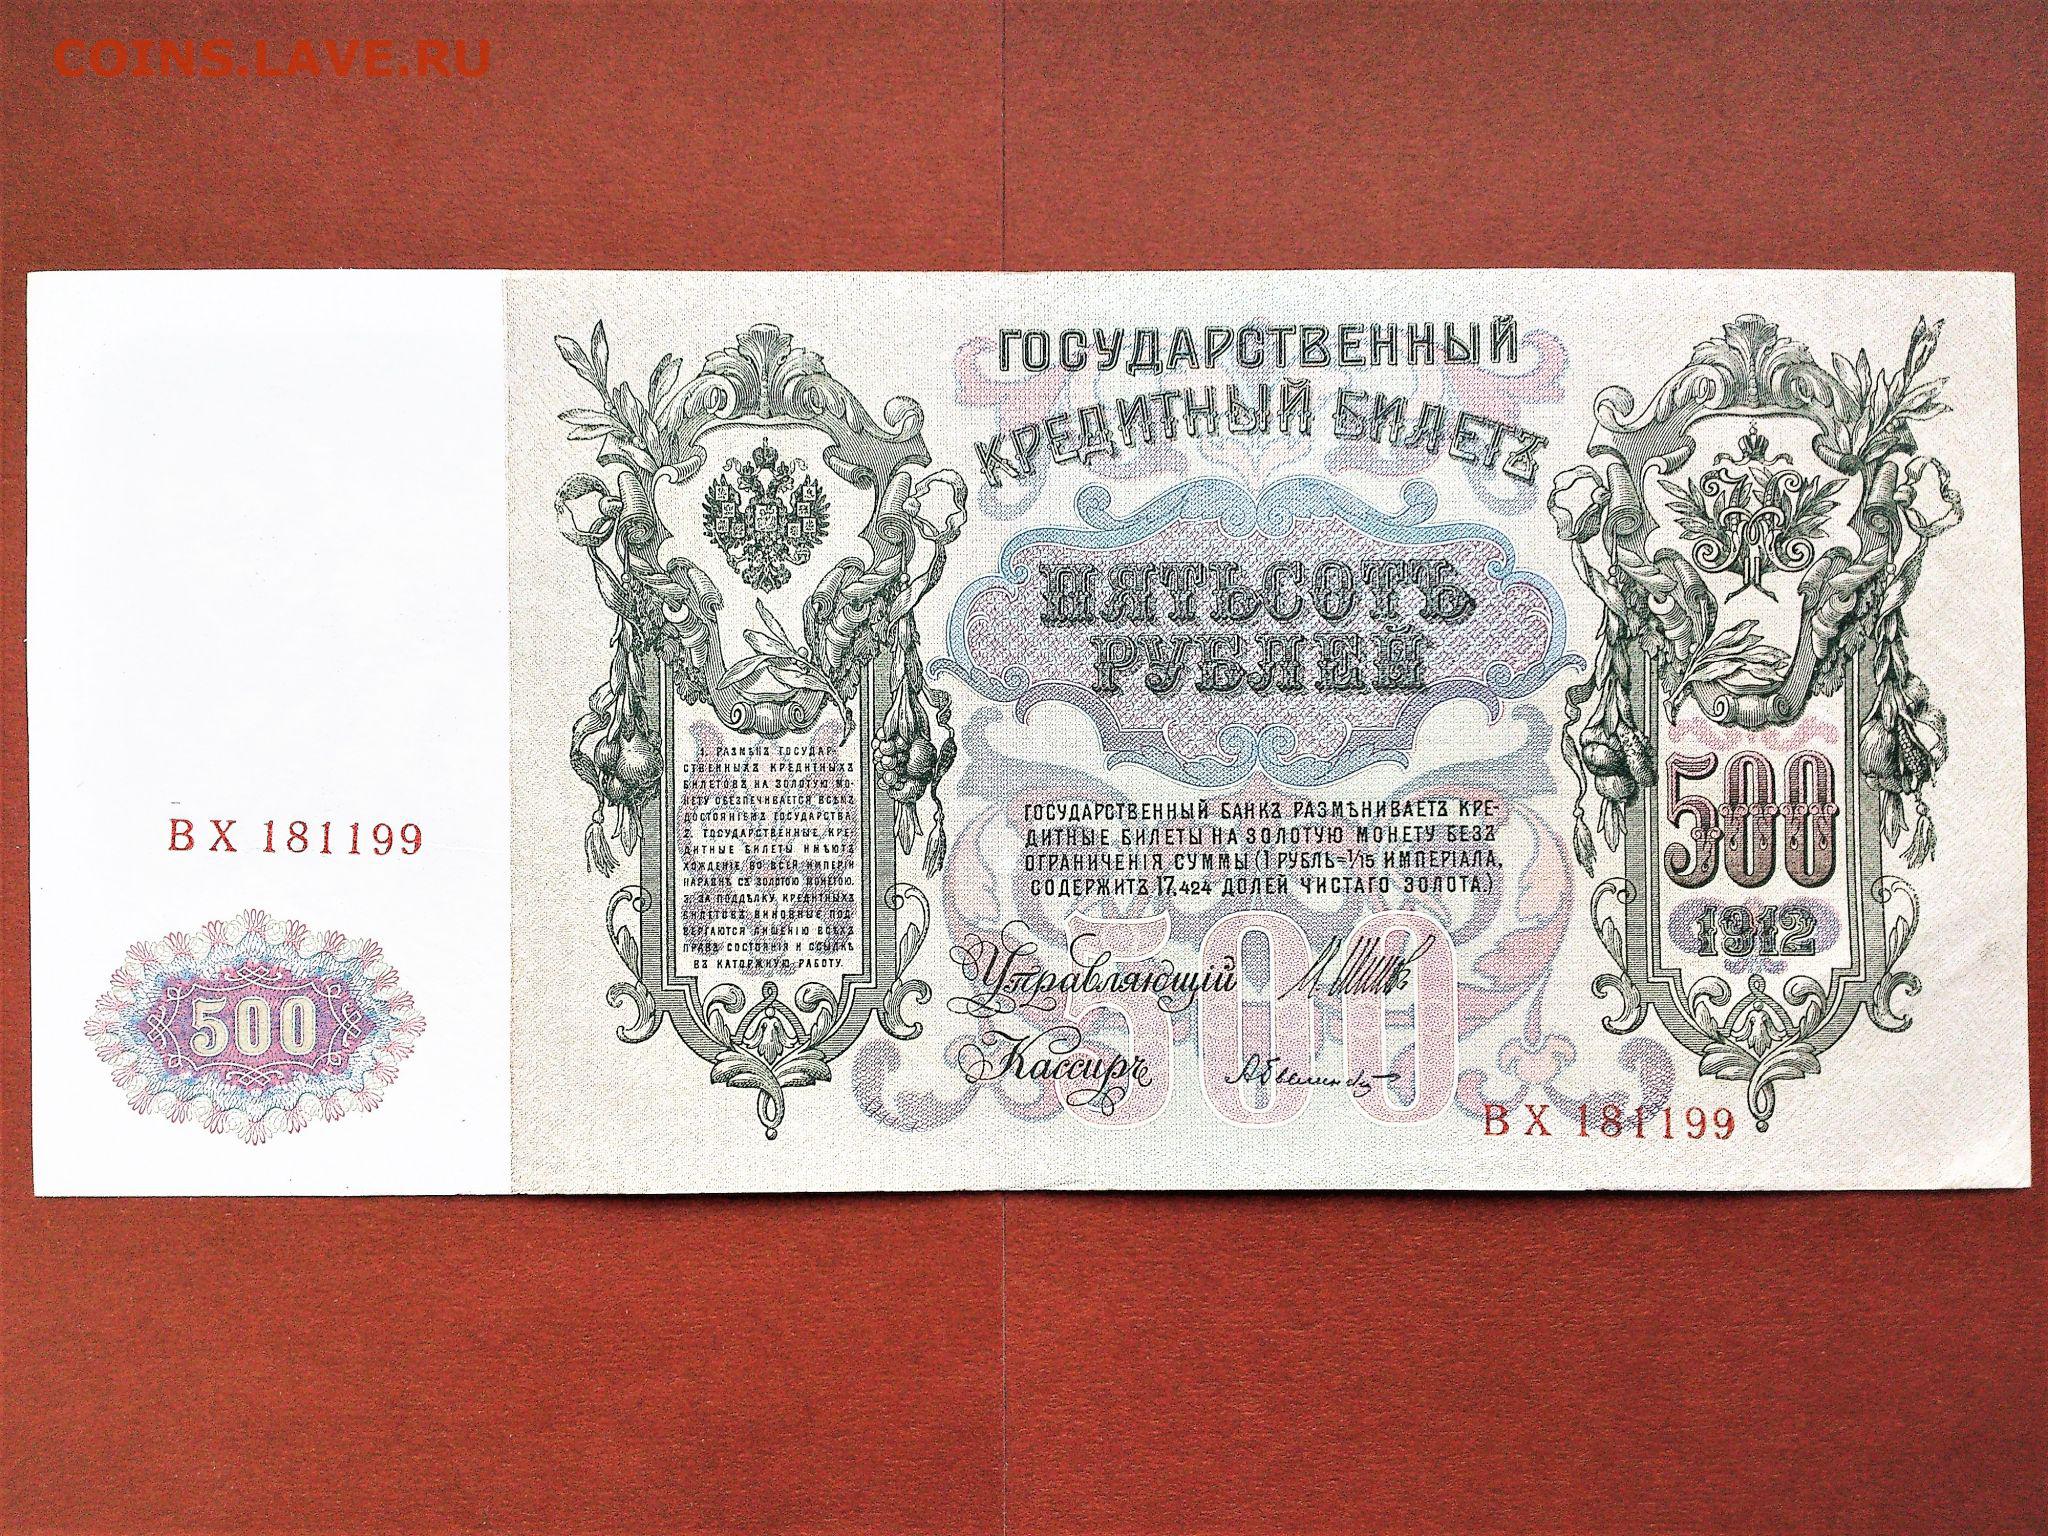 COINS.LAVE.RU
ГОСУДАРСТВЕННЫЙ
КРЕДИТНЫЙ БИЛЕТЪ
ПЯТЬСОТЪ
РУБЛЕЙ
1. РАЗМѢНЪ ГОСУДАР-
СТВЕННЫХЪ КРЕДИТНЫХЪ
БИЛЕТОВЪ НА ЗОЛОТУЮ МО-
НЕТУ ОБЕЗПЕЧИВАЕТСЯ ВСѢМЪ
ДОСТОЯНІЕМЪ ГОСУДАРСТВА.
2. ГОСУДАРСТВЕННЫЕ КРЕ-
ДИТНЫЕ БИЛЕТЫ ИМѢЮТЪ
ХОЖДЕНІЕ ВО ВСЕЙ ИМПЕРІИ
НАРАВНѢ СЪ ЗОЛОТОЮ МОНЕТОЮ.
3. ЗА ПОДДѢЛКУ КРЕДИТНЫХЪ
БИЛЕТОВЪ ВИНОВНЫЕ ПОД-
ВЕРГАЮТСЯ ЛИШЕНІЮ ВСѢХЪ
ПРАВЪ СОСТОЯНІЯ И ССЫЛКѢ
ВЪ КАТОРЖНУЮ РАБОТУ.
ГОСУДАРСТВЕННЫЙ БАНКЪ РАЗМѢНИВАЕТЪ КРЕ-
ДИТНЫЕ БИЛЕТЫ НА ЗОЛОТУЮ МОНЕТУ БЕЗЪ
ОГРАНИЧЕНІЯ СУММЫ (1 РУБЛЬ=1/15 ИМПЕРІАЛА,
СОДЕРЖИТЪ 17,424 ДОЛЕЙ ЧИСТАГО ЗОЛОТА.)
500
1912
ВХ 181199
500
500
Управляющій И. Шипов
Кассиръ
ВХ 181199